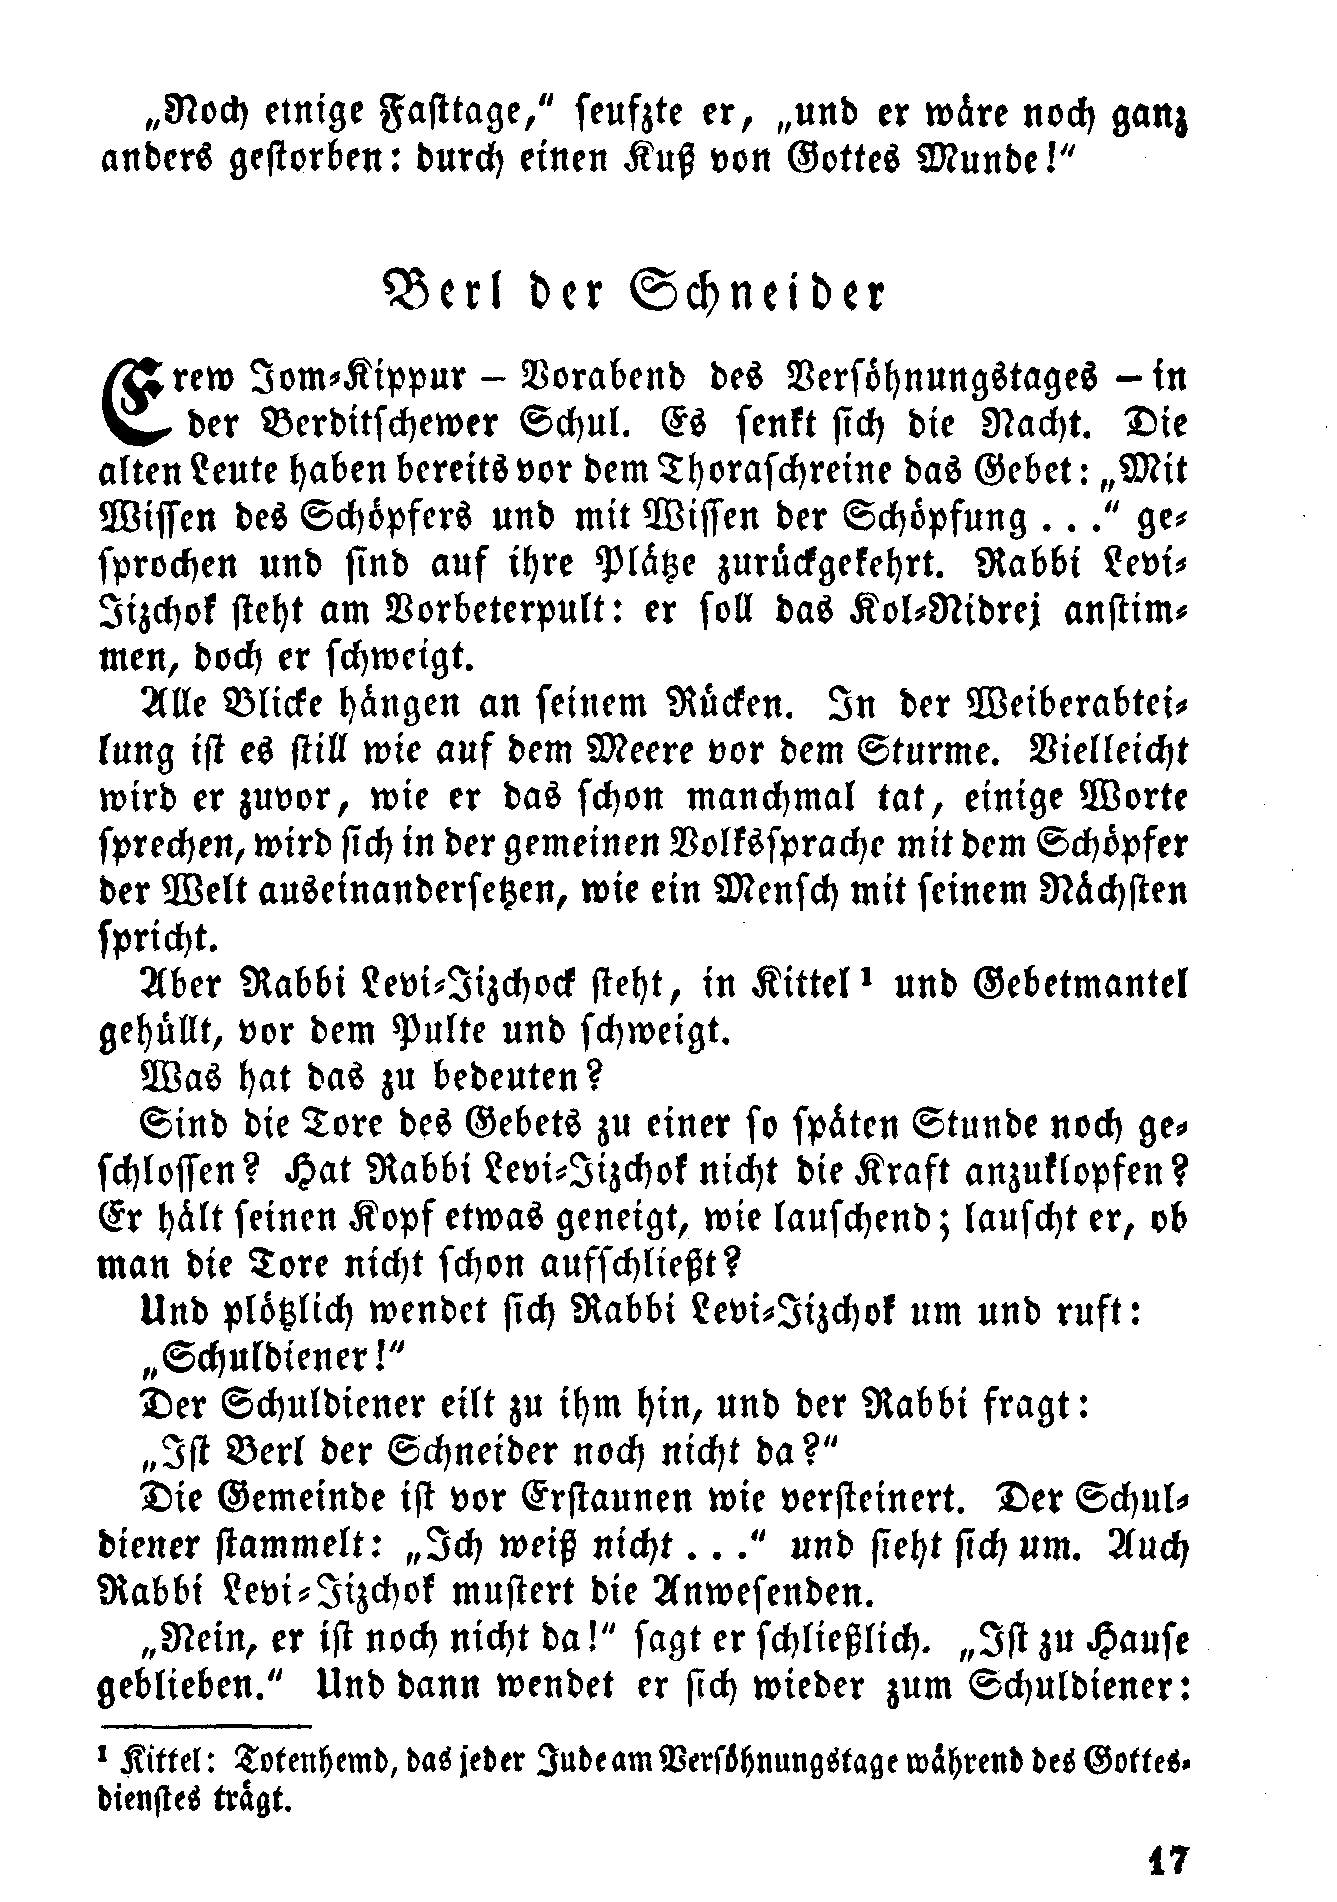 „Noch einige Fasttage,“ seufzte er, „und er wäre noch ganz
anders gestorben: durch einen Kuß von Gottes Munde!“
Berl der Schneider
Erew Jom-Kippur – Vorabend des Versöhnungstages – in
der Berditschewer Schul. Es senkt sich die Nacht. Die
alten Leute haben bereits vor dem Thoraschreine das Gebet: „Mit
Wissen des Schöpfers und mit Wissen der Schöpfung . . .“ ge-
sprochen und sind auf ihre Plätze zurückgekehrt. Rabbi Levi-
Jizchok steht am Vorbeterpult: er soll das Kol-Nidrej anstim-
men, doch er schweigt.
Alle Blicke hängen an seinem Rücken. In der Weiberabtei-
lung ist es still wie auf dem Meere vor dem Sturme. Vielleicht
wird er zuvor, wie er das schon manchmal tat, einige Worte
sprechen, wird sich in der gemeinen Volkssprache mit dem Schöpfer
der Welt auseinandersetzen, wie ein Mensch mit seinem Nächsten
spricht.
Aber Rabbi Levi-Jizchock steht, in Kittel¹ und Gebetmantel
gehüllt, vor dem Pulte und schweigt.
Was hat das zu bedeuten?
Sind die Tore des Gebets zu einer so späten Stunde noch ge-
schlossen? Hat Rabbi Levi-Jizchok nicht die Kraft anzuklopfen?
Er hält seinen Kopf etwas geneigt, wie lauschend; lauscht er, ob
man die Tore nicht schon aufschließt?
Und plötzlich wendet sich Rabbi Levi-Jizchok um und ruft:
„Schuldiener!“
Der Schuldiener eilt zu ihm hin, und der Rabbi fragt:
„Ist Berl der Schneider noch nicht da?“
Die Gemeinde ist vor Erstaunen wie versteinert. Der Schul-
diener stammelt: „Ich weiß nicht . . .“ und sieht sich um. Auch
Rabbi Levi-Jizchok mustert die Anwesenden.
„Nein, er ist noch nicht da!“ sagt er schließlich. „Ist zu Hause
geblieben.“ Und dann wendet er sich wieder zum Schuldiener:
¹ Kittel: Totenhemd, das jeder Jude am Versöhnungstage während des Gottes-
dienstes trägt.
17